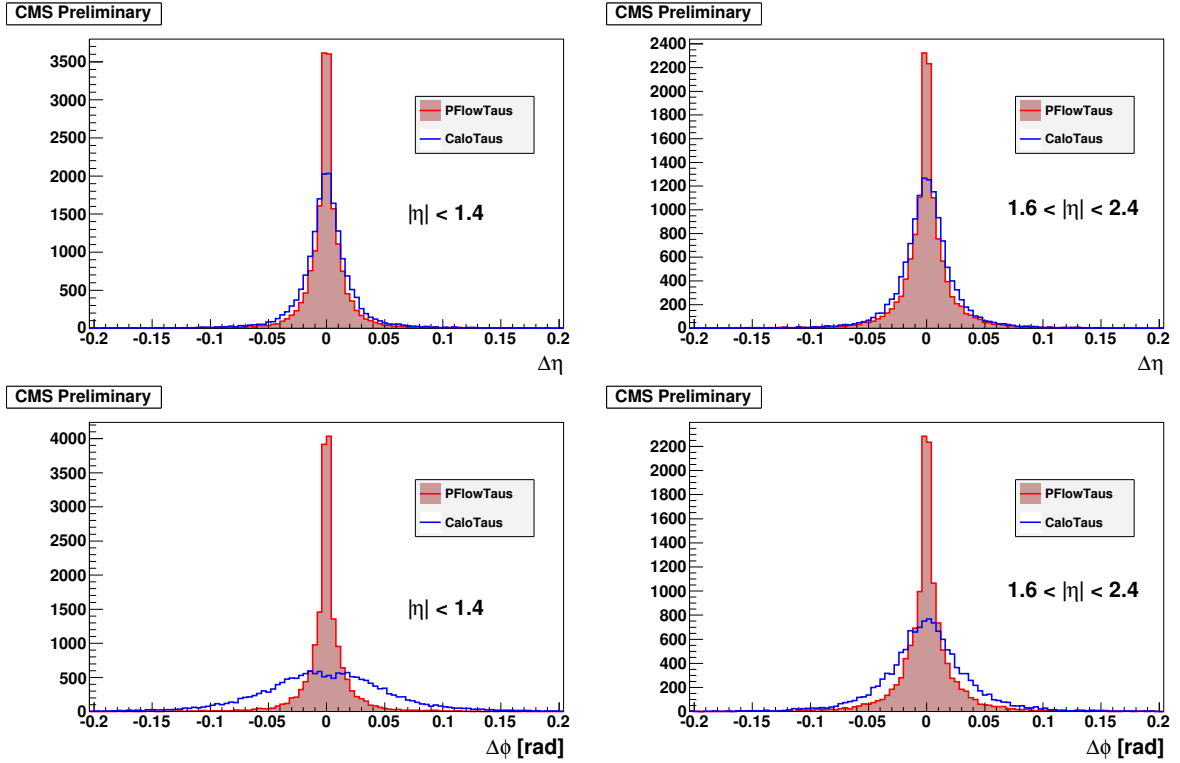 CMS Preliminary
3500
3000
2500
2000
1500
1000
500
0
PFlowTaus
CaloTaus
|η| < 1.4
-0.2 -0.15 -0.1 -0.05 0 0.05 0.1 0.15 0.2
Δη
CMS Preliminary
2400
2200
2000
1800
1600
1400
1200
1000
800
600
400
200
0
PFlowTaus
CaloTaus
1.6 < |η| < 2.4
-0.2 -0.15 -0.1 -0.05 0 0.05 0.1 0.15 0.2
Δη
CMS Preliminary
4000
3500
3000
2500
2000
1500
1000
500
0
PFlowTaus
CaloTaus
|η| < 1.4
-0.2 -0.15 -0.1 -0.05 0 0.05 0.1 0.15 0.2
Δϕ [rad]
CMS Preliminary
2200
2000
1800
1600
1400
1200
1000
800
600
400
200
0
PFlowTaus
CaloTaus
1.6 < |η| < 2.4
-0.2 -0.15 -0.1 -0.05 0 0.05 0.1 0.15 0.2
Δϕ [rad]